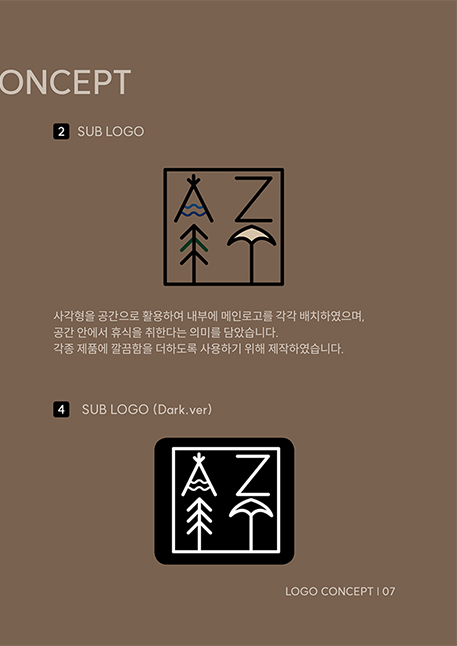 ONCEPT
2 SUB LOGO
A Z
사각형을 공간으로 활용하여 내부에 메인로고를 각각 배치하였으며,
공간 안에서 휴식을 취한다는 의미를 담았습니다.
각종 제품에 깔끔함을 더하도록 사용하기 위해 제작하였습니다.
4 SUB LOGO (Dark.ver)
A Z
LOGO CONCEPT | 07